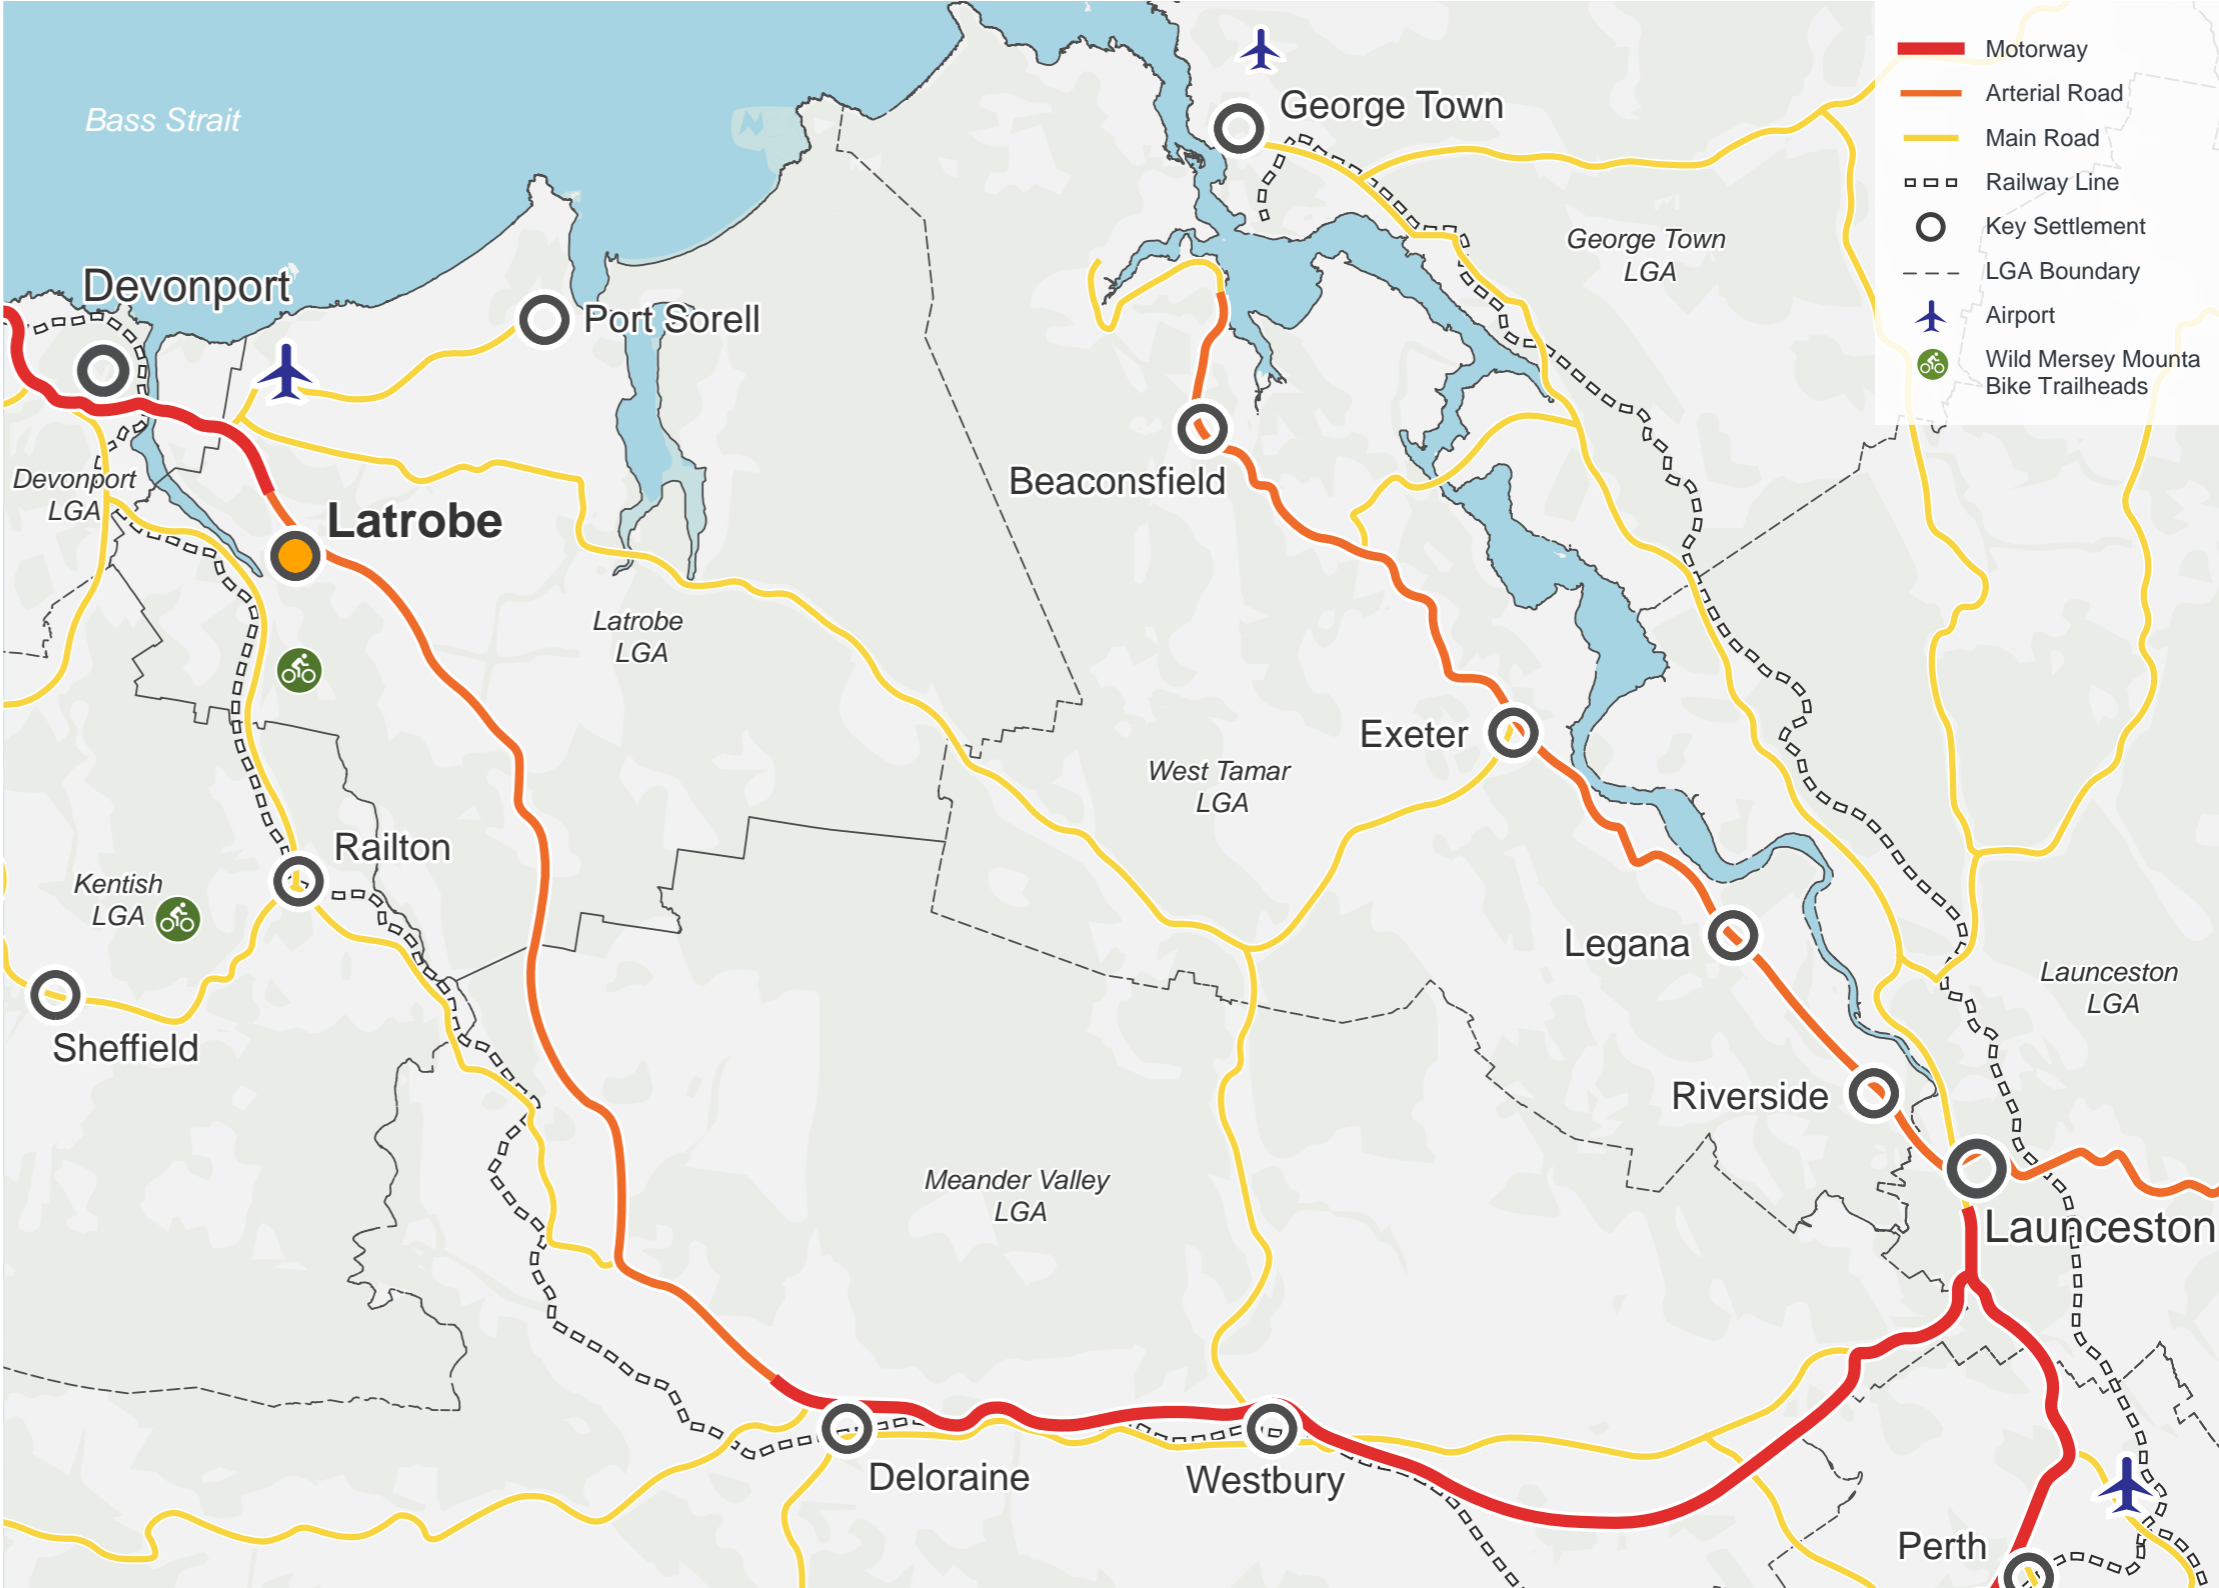 Bass Strait
George Town
Motorway
Arterial Road
Main Road
Railway Line
Key Settlement
LGA Boundary
Airport
Wild Mersey Mounta
Bike Trailheads
George Town
LGA
Devonport
Port Sorell
Devonport
LGA
Latrobe
Beaconsfield
Latrobe
LGA
Exeter
West Tamar
LGA
Railton
Kentish
LGA
Legana
Launceston
LGA
Sheffield
Riverside
Meander Valley
LGA
Launceston
Deloraine
Westbury
Perth